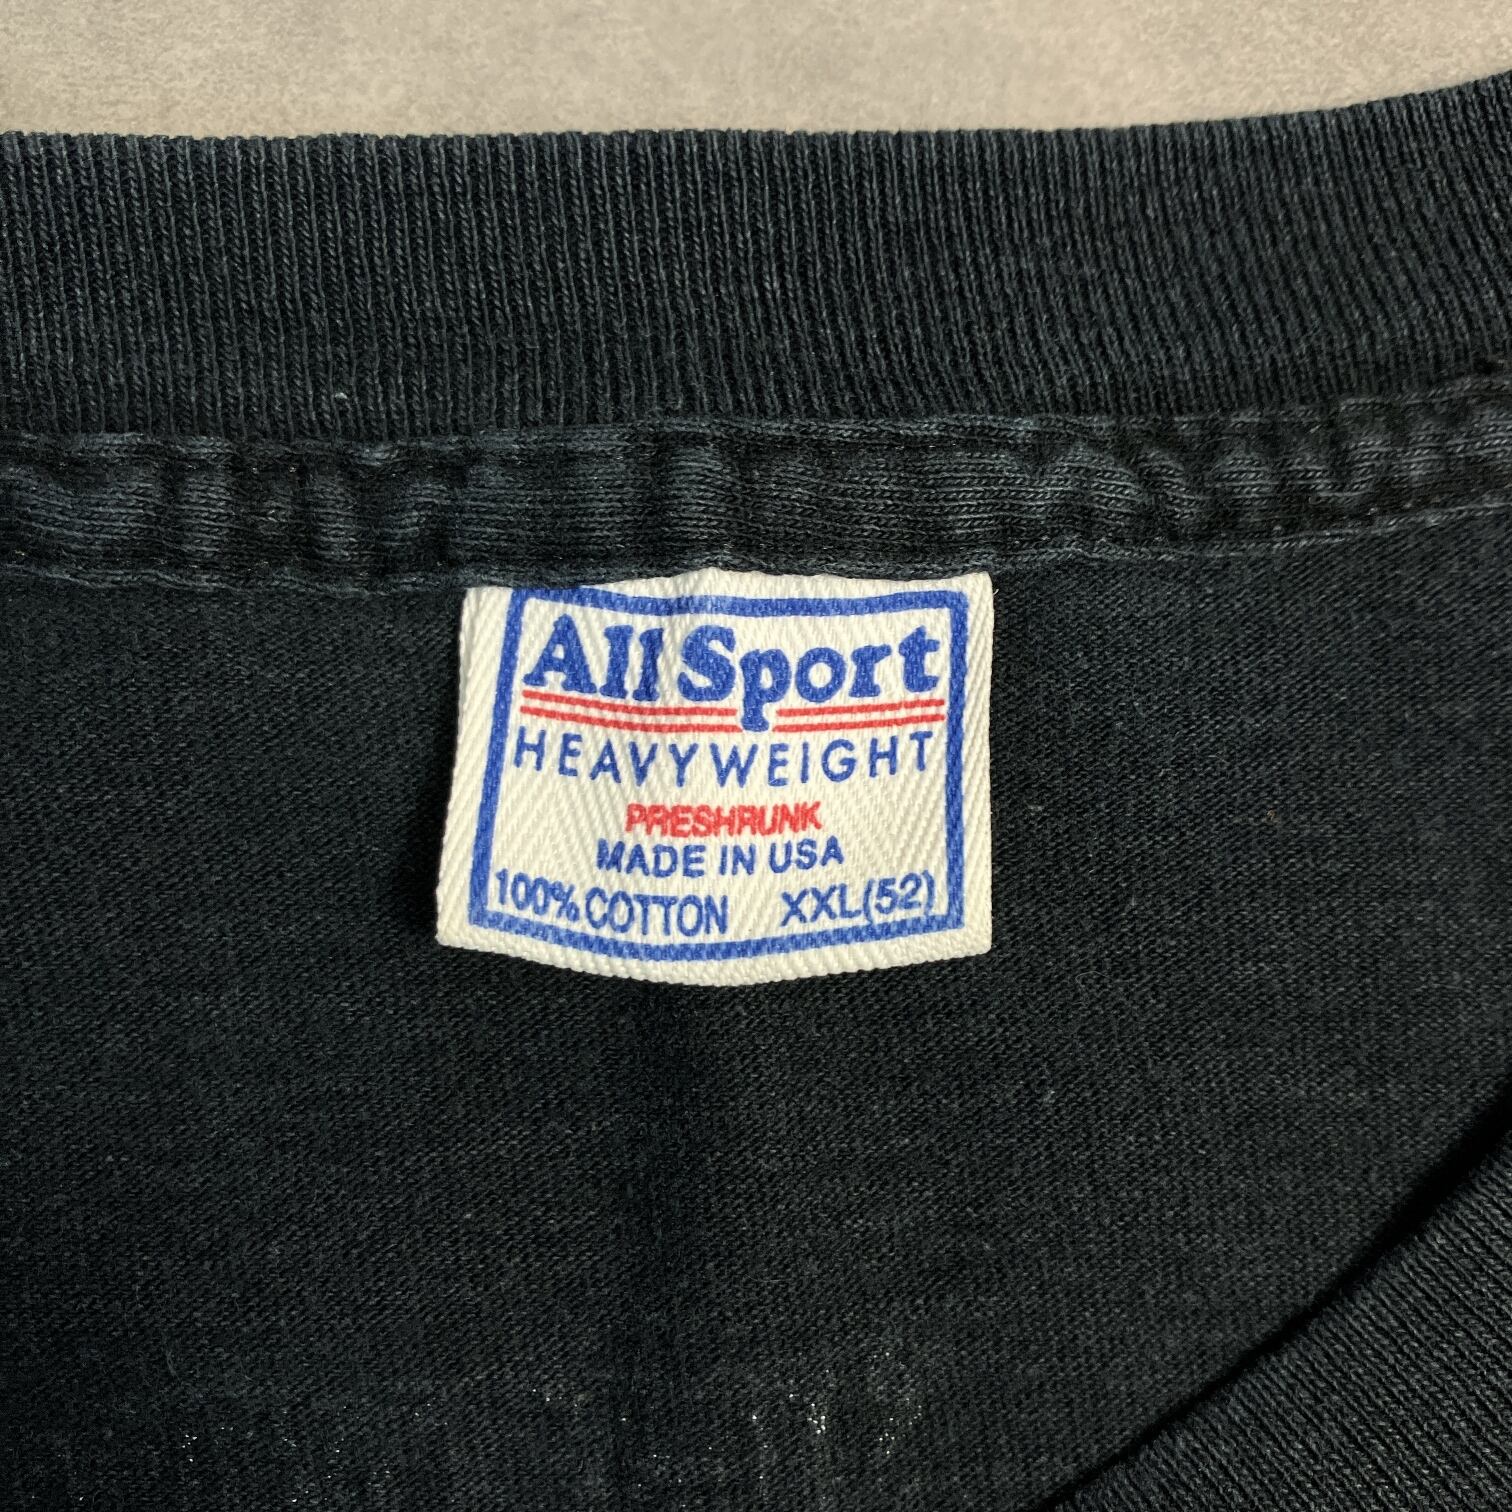 All Sport
HEAVYWEIGHT
PRESHRUNK
MADE IN USA
100% COTTON XXL(52)